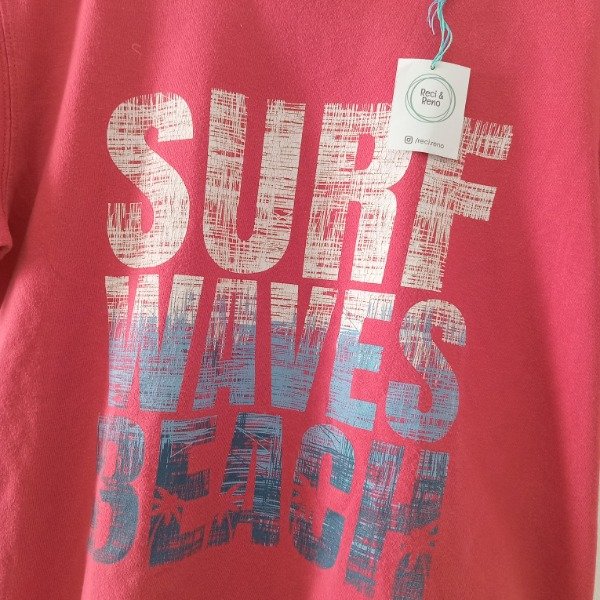 Reci &
Reno
/reci.reno
SURF
WAVES
BEACH